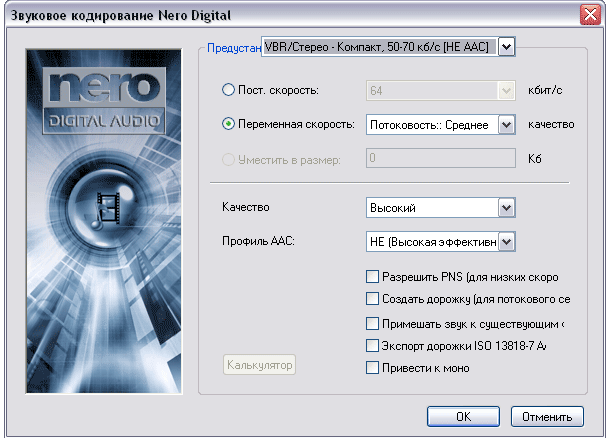 Звуковое кодирование Nero Digital
nero
DIGITAL AUDIO
Предустан VBR/Стерео - Компакт, 50-70 кб/с [HE AAC]
Пост. скорость: 64 кбит/с
Переменная скорость: Потоковость:: Среднее качество
Уместить в размер: 0 Кб
Качество Высокий
Профиль AAC: HE (Высокая эффективн
Разрешить PNS (для низких скоро
Создать дорожку (для потокового се
Примешать звук к существующим
Экспорт дорожки ISO 13818-7
Калькулятор Привести к моно
OK Отменить